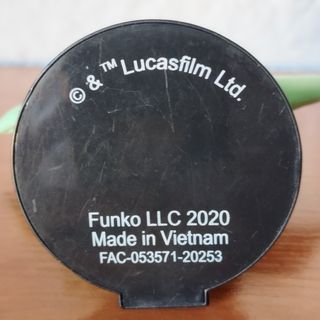 © & ™ Lucasfilm Ltd.
Funko LLC 2020
Made in Vietnam
FAC-053571-20253